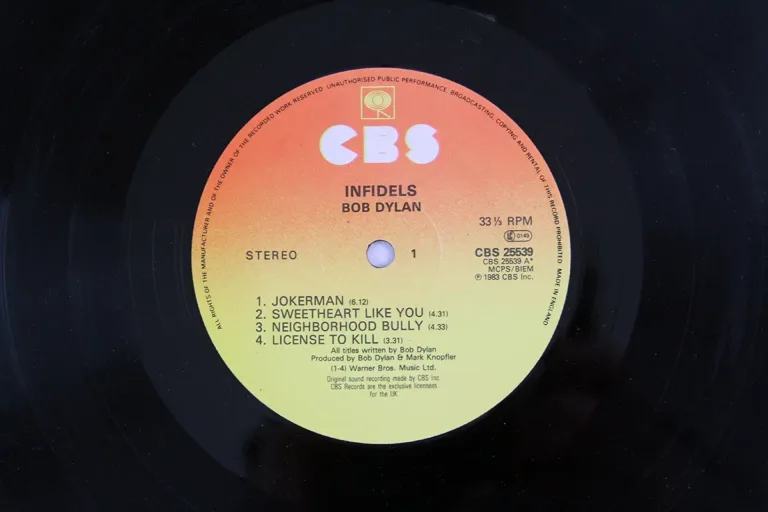 ALL RIGHTS OF THE MANUFACTURER AND OF THE OWNER OF THE RECORDED WORK RESERVED. UNAUTHORISED PUBLIC PERFORMANCE, BROADCASTING, COPYING AND RENTAL OF THIS RECORD PROHIBITED. MADE IN ENGLAND
CBS
INFIDELS
BOB DYLAN
33⅓ RPM
0149
STEREO
1
CBS 25539
CBS 25539 A*
MCPS/BIEM
℗ 1983 CBS Inc.
1. JOKERMAN (6.12)
2. SWEETHEART LIKE YOU (4.31)
3. NEIGHBORHOOD BULLY (4.33)
4. LICENSE TO KILL (3.31)
All titles written by Bob Dylan
Produced by Bob Dylan & Mark Knopfler
(1-4) Warner Bros. Music Ltd.
Original sound recording made by CBS Inc.
CBS Records are the exclusive licensees
for the UK